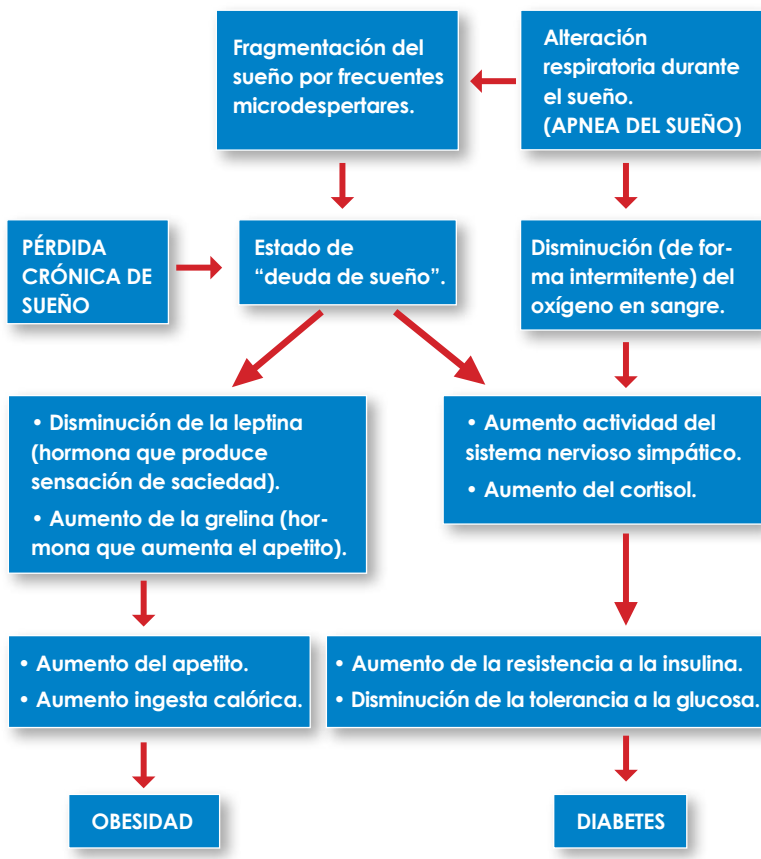 Fragmentación del
sueño por frecuentes
microdespertares.
Alteración
respiratoria durante
el sueño.
(APNEA DEL SUEÑO)
PÉRDIDA
CRÓNICA DE
SUEÑO
Estado de
“deuda de sueño”.
Disminución (de for-
ma intermitente) del
oxígeno en sangre.
• Disminución de la leptina
(hormona que produce
sensación de saciedad).
• Aumento de la grelina (hor-
mona que aumenta el apetito).
• Aumento actividad del
sistema nervioso simpático.
• Aumento del cortisol.
• Aumento del apetito.
• Aumento ingesta calórica.
• Aumento de la resistencia a la insulina.
• Disminución de la tolerancia a la glucosa.
OBESIDAD
DIABETES